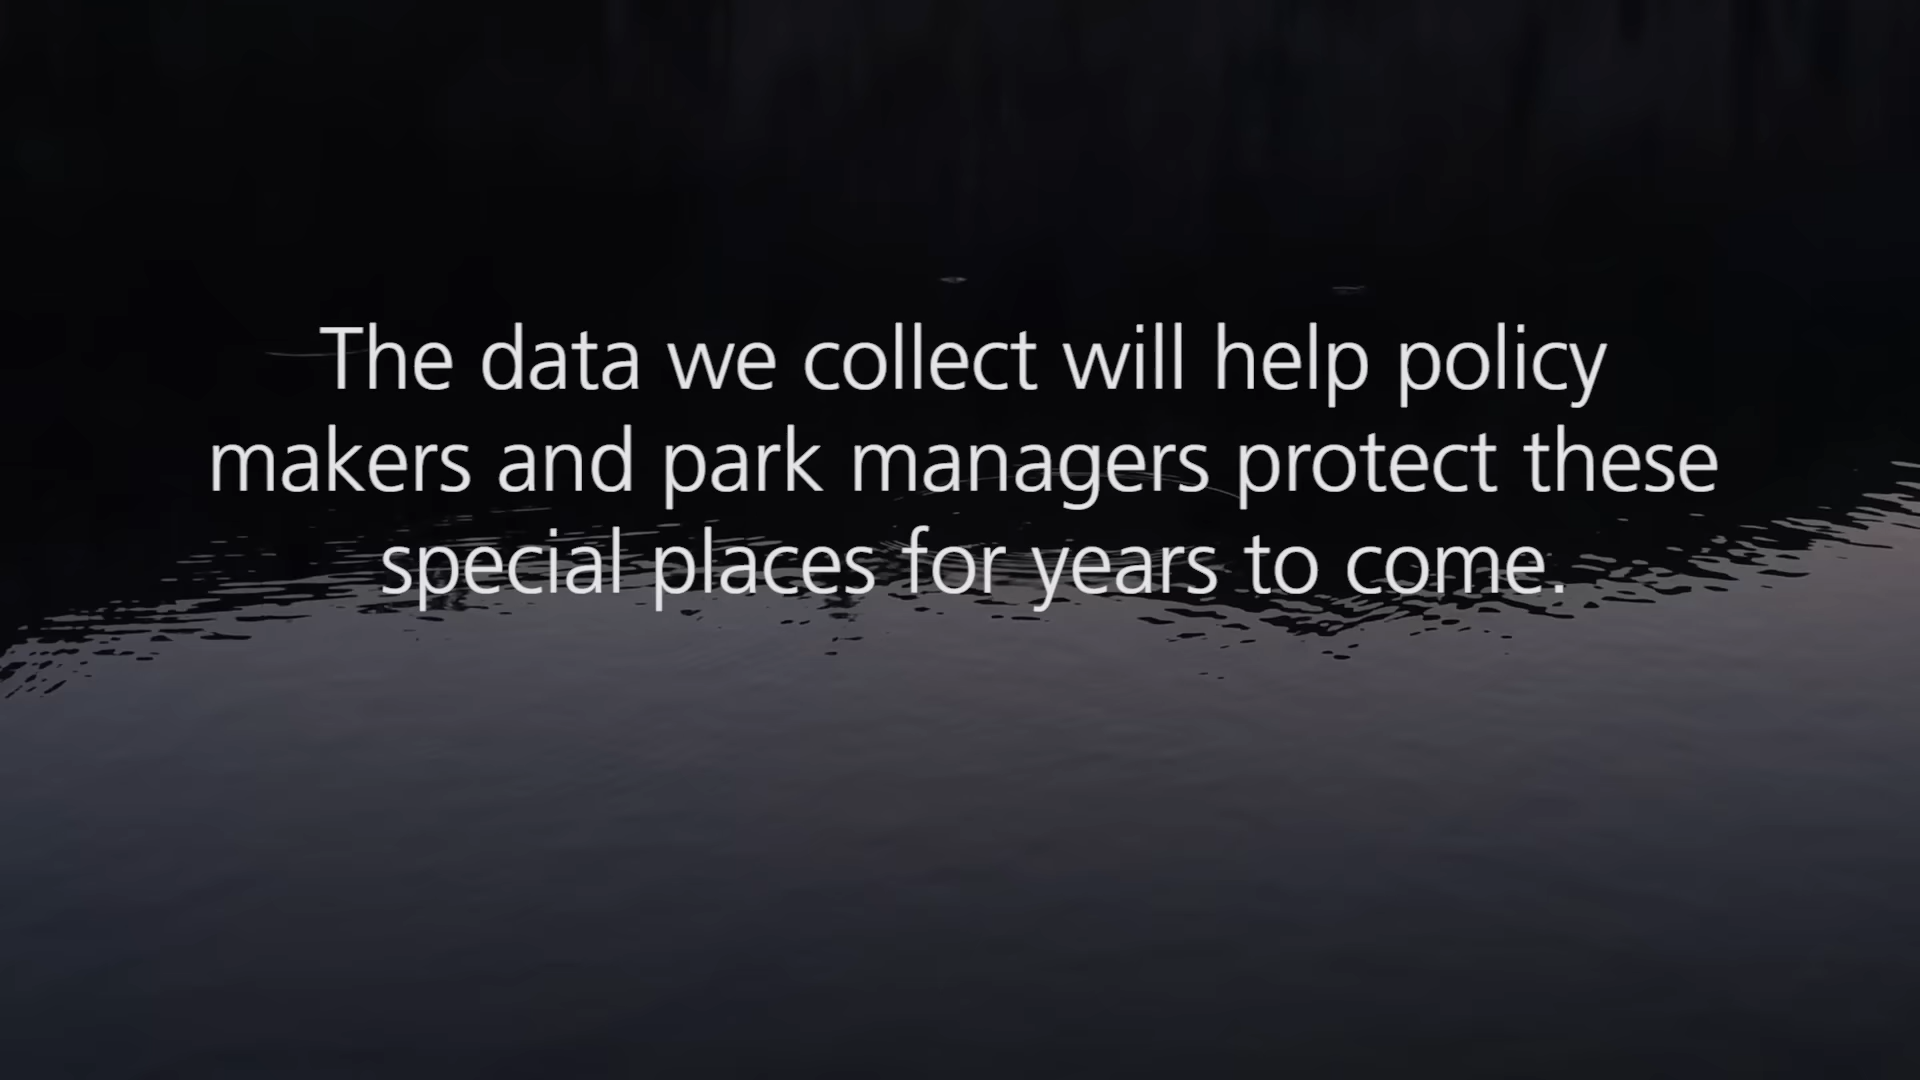 The data we collect will help policy
makers and park managers protect these
special places for years to come.